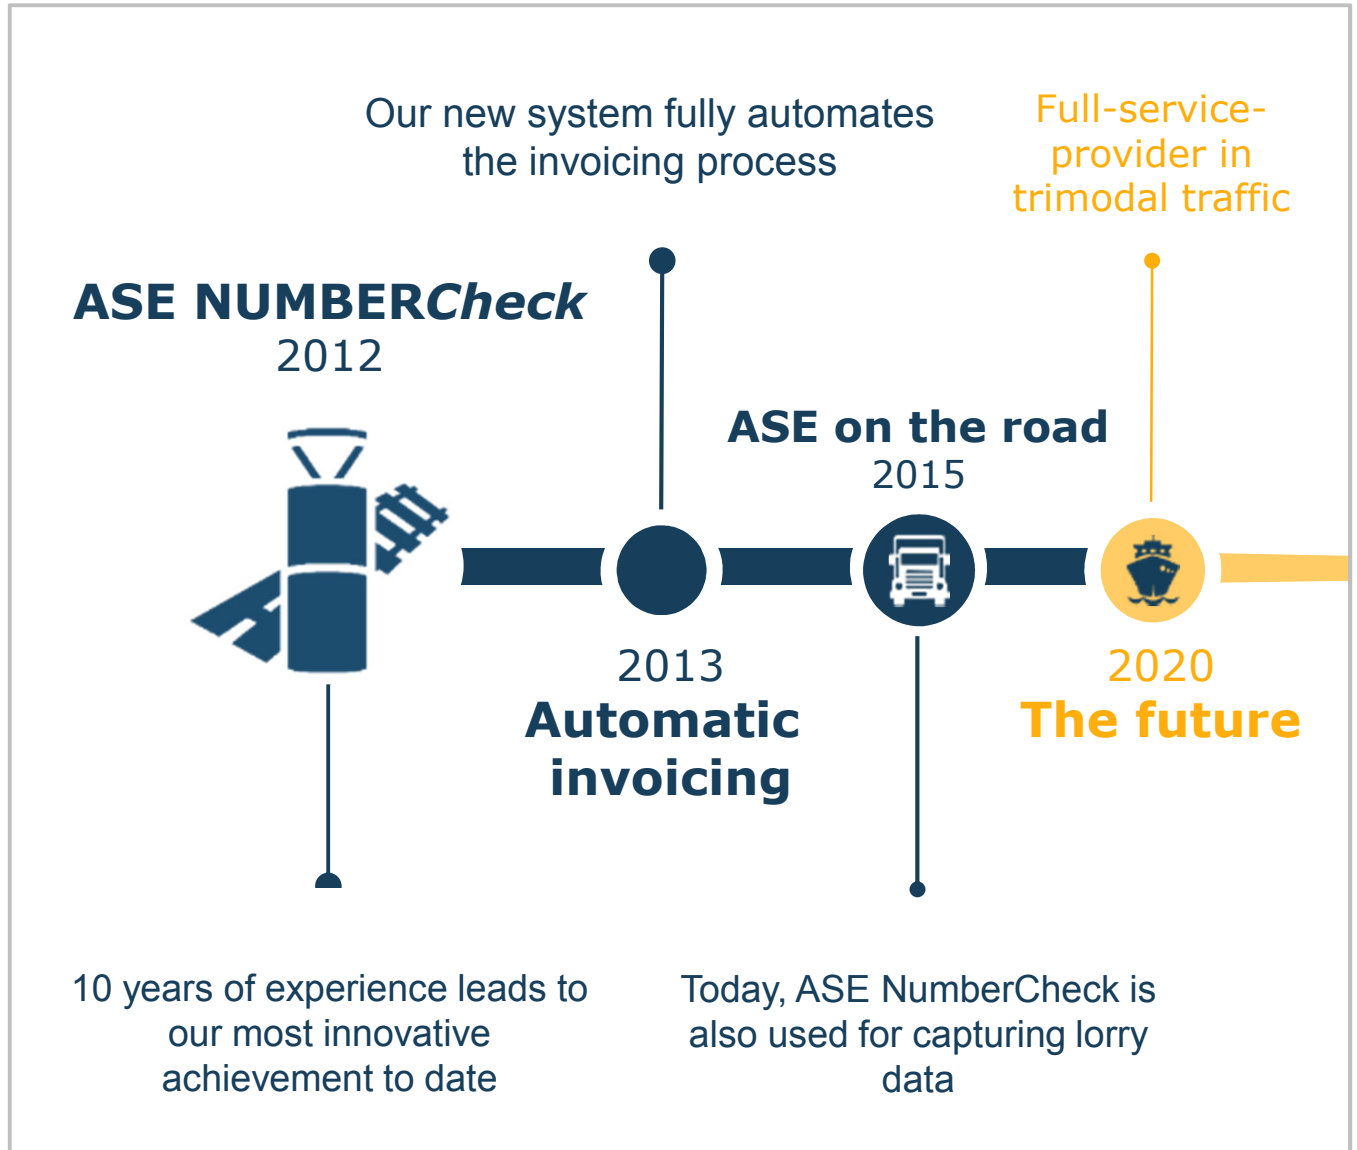 Our new system fully automates
the invoicing process
Full-service-
provider in
trimodal traffic
ASE NUMBERCheck
2012
ASE on the road
2015
2013
Automatic
invoicing
2020
The future
10 years of experience leads to
our most innovative
achievement to date
Today, ASE NumberCheck is
also used for capturing lorry
data